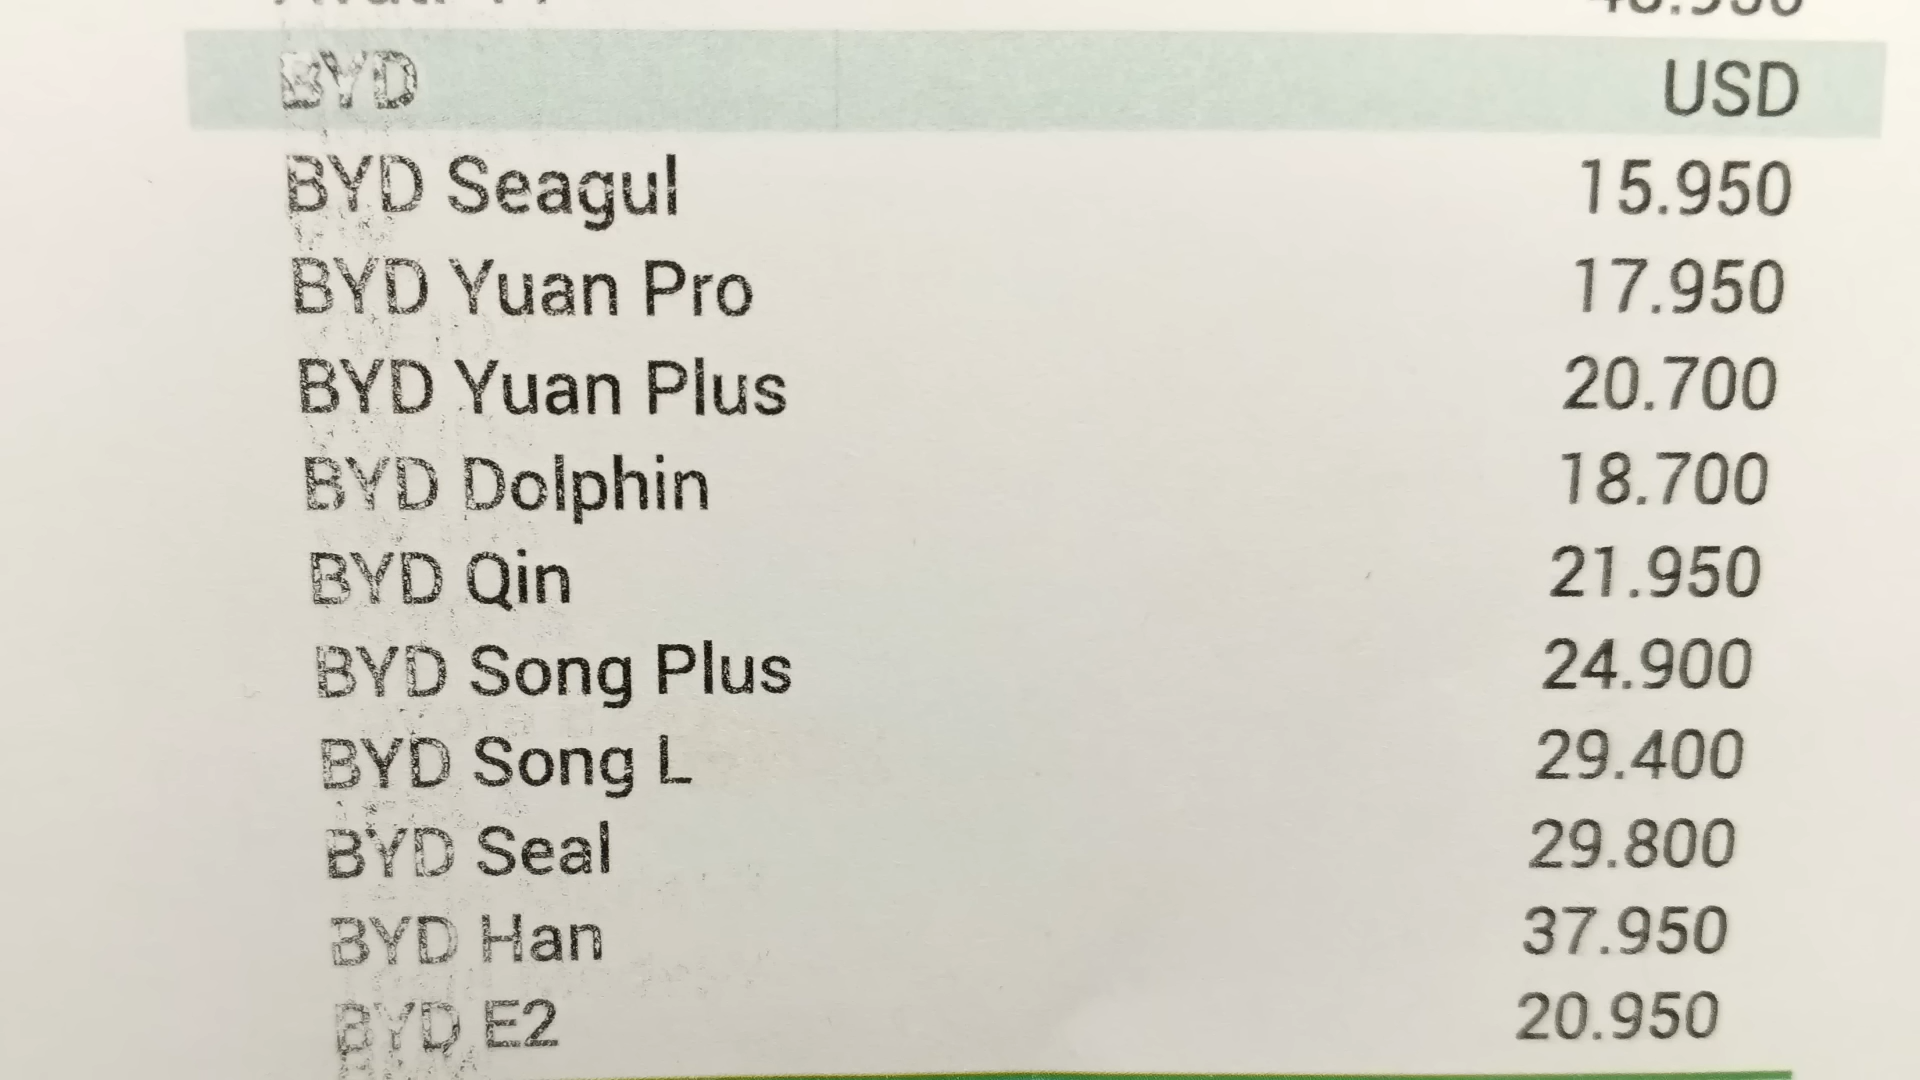 BYD USD
BYD Seagul 15.950
BYD Yuan Pro 17.950
BYD Yuan Plus 20.700
BYD Dolphin 18.700
BYD Qin 21.950
BYD Song Plus 24.900
BYD Song L 29.400
BYD Seal 29.800
BYD Han 37.950
BYD E2 20.950